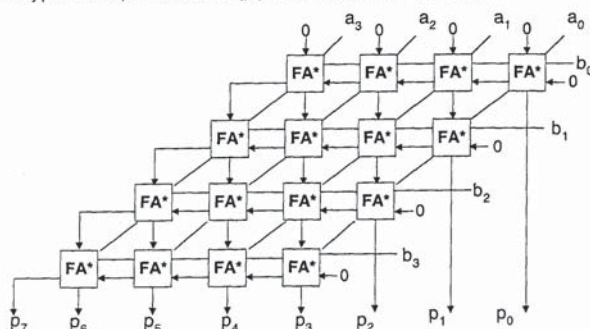 a₃ a₂ a₁ a₀
0 0 0 0
FA* FA* FA* FA* b₀
0
FA* FA* FA* FA* b₁
0
FA* FA* FA* FA* b₂
0
FA* FA* FA* FA* b₃
0
p₇ p₆ p₅ p₄ p₃ p₂ p₁ p₀